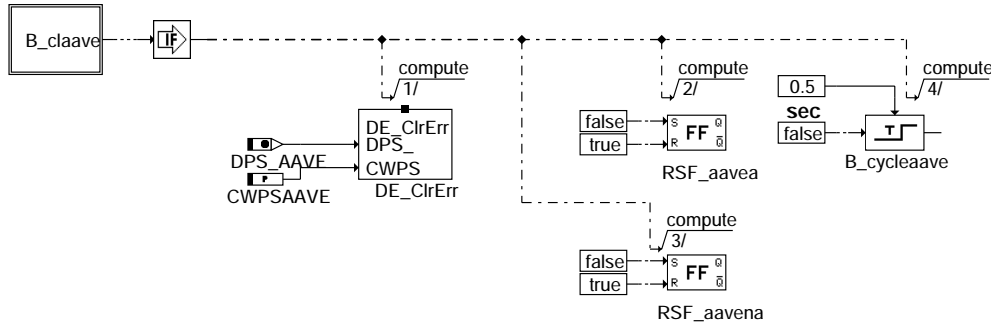 B_claave
IF
compute
1/
compute
2/
compute
4/
0.5
sec
false
T
B_cycleaave
DE_ClrErr
DPS_
CWPS
DE_ClrErr
DPS_AAVE
P
CWPSAAVE
false
true
S Q
FF
R Q̅
RSF_aavea
compute
3/
false
true
S Q
FF
R Q̅
RSF_aavena